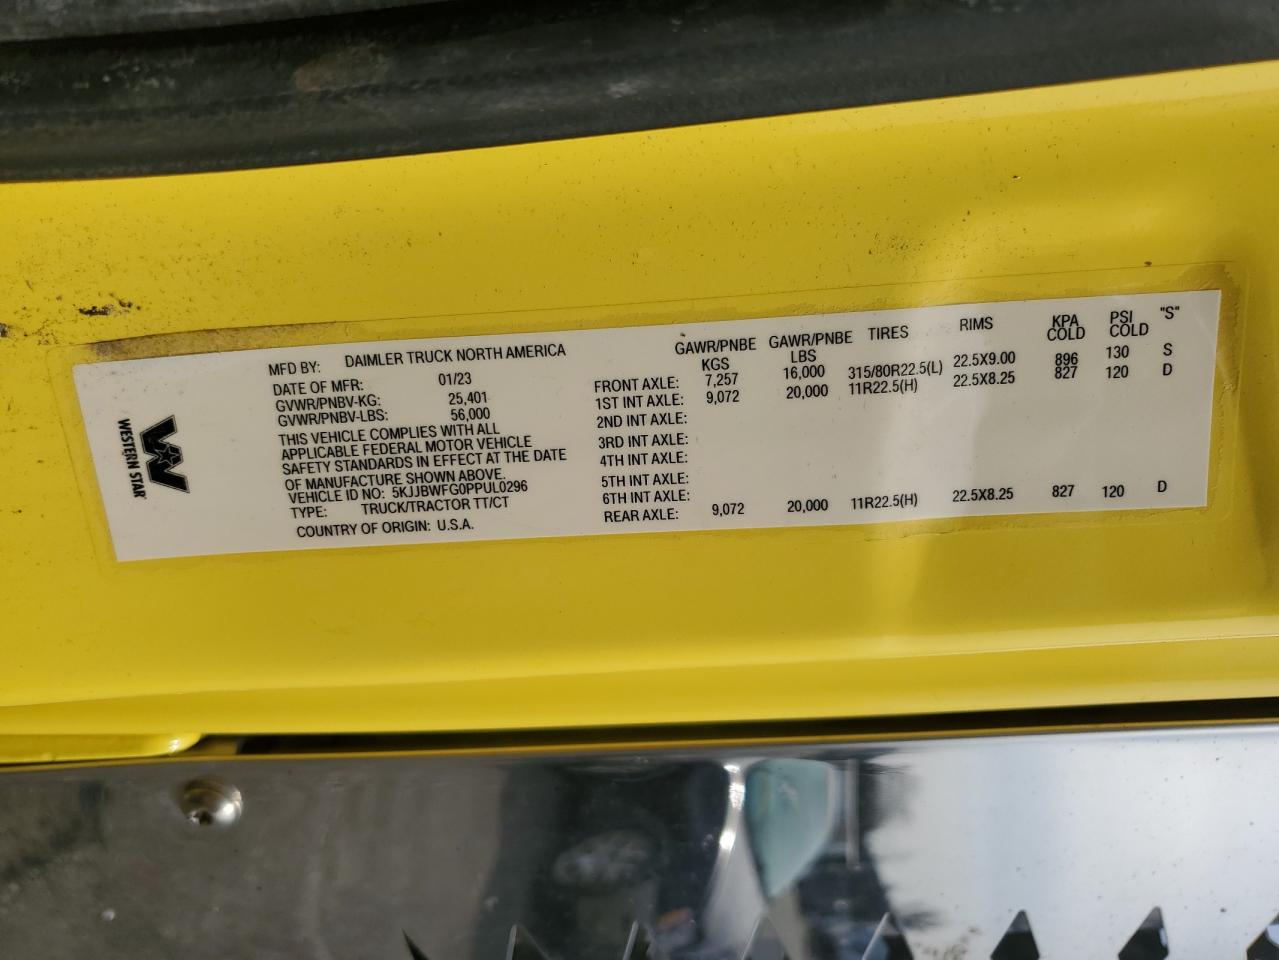 WESTERN STAR
MFD BY: DAIMLER TRUCK NORTH AMERICA
DATE OF MFR: 01/23
GVWR/PNBV-KG: 25,401
GVWR/PNBV-LBS: 56,000
THIS VEHICLE COMPLIES WITH ALL
APPLICABLE FEDERAL MOTOR VEHICLE
SAFETY STANDARDS IN EFFECT AT THE DATE
OF MANUFACTURE SHOWN ABOVE.
VEHICLE ID NO: 5KJJBWFG0PPUL0296
TYPE: TRUCK/TRACTOR TT/CT
COUNTRY OF ORIGIN: U.S.A.
GAWR/PNBE GAWR/PNBE TIRES RIMS KPA PSI "S"
KGS LBS COLD COLD
FRONT AXLE: 7,257 16,000 315/80R22.5(L) 22.5X9.00 896 130 S
1ST INT AXLE: 9,072 20,000 11R22.5(H) 22.5X8.25 827 120 D
2ND INT AXLE:
3RD INT AXLE:
4TH INT AXLE:
5TH INT AXLE:
6TH INT AXLE:
REAR AXLE: 9,072 20,000 11R22.5(H) 22.5X8.25 827 120 D